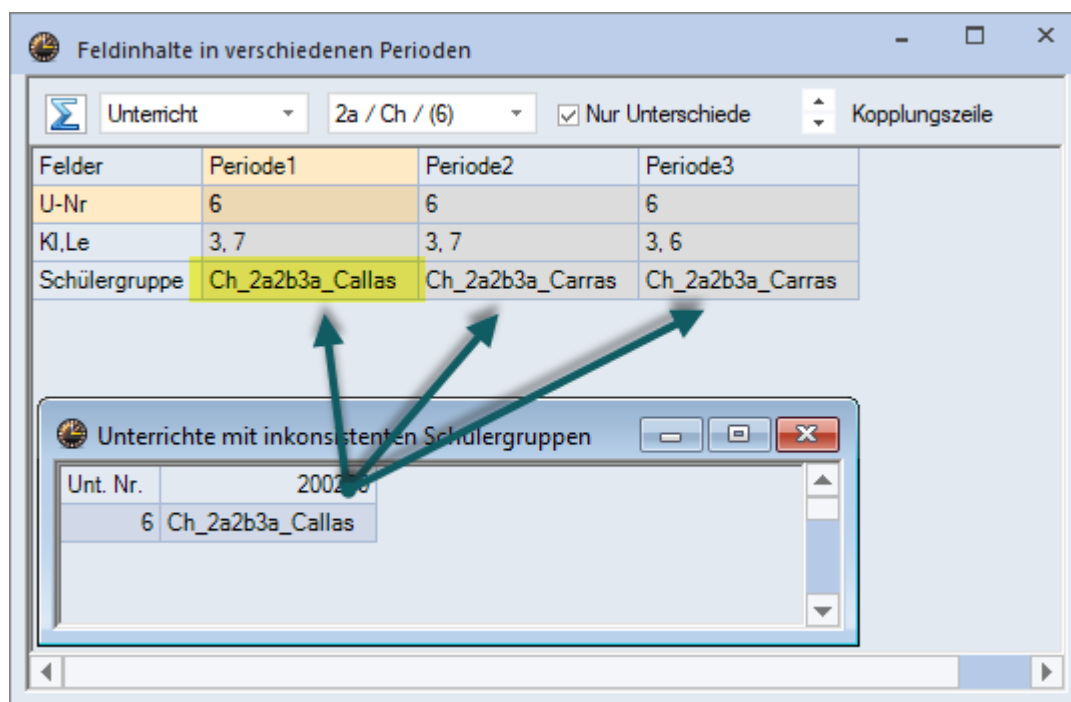 Feldinhalte in verschiedenen Perioden
Unterricht 2a / Ch / (6) Nur Unterschiede Kopplungszeile
Felder Periode1 Periode2 Periode3
U-Nr 6 6 6
Kl,Le 3, 7 3, 7 3, 6
Schülergruppe Ch_2a2b3a_Callas Ch_2a2b3a_Carras Ch_2a2b3a_Carras
Unterrichte mit inkonsistenten Schülergruppen
Unt. Nr.
6 Ch_2a2b3a_Callas